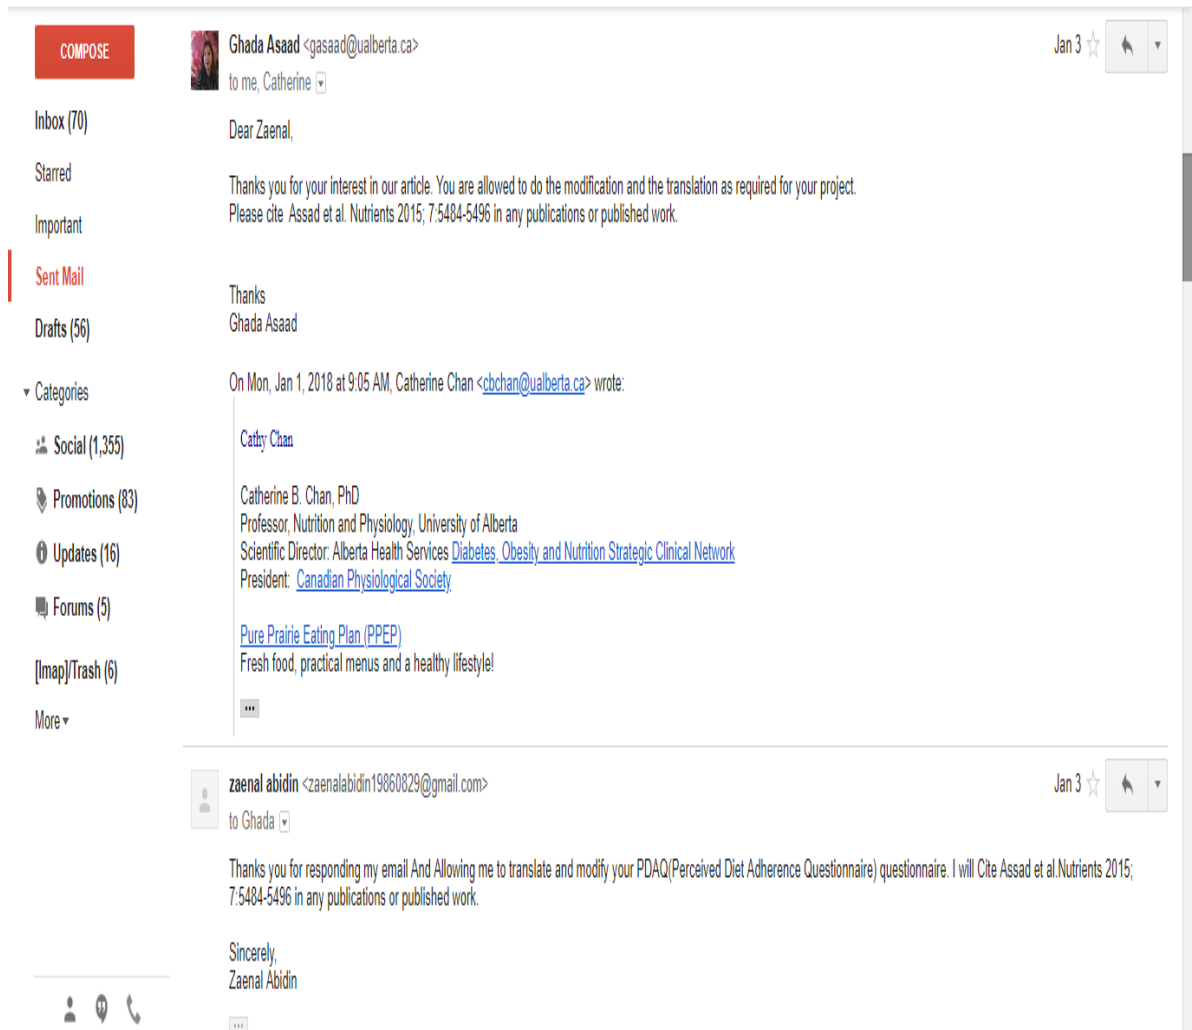 COMPOSE
Inbox (70)
Starred
Important
Sent Mail
Drafts (56)
Categories
Social (1,355)
Promotions (83)
Updates (16)
Forums (5)
[Imap]/Trash (6)
More
Ghada Asaad <gasaad@ualberta.ca>
Jan 3
to me, Catherine
Dear Zaenal,
Thanks you for your interest in our article. You are allowed to do the modification and the translation as required for your project.
Please cite Assad et al. Nutrients 2015; 7:5484-5496 in any publications or published work.
Thanks
Ghada Asaad
On Mon, Jan 1, 2018 at 9:05 AM, Catherine Chan <cbchan@ualberta.ca> wrote:
Cathy Chan
Catherine B. Chan, PhD
Professor, Nutrition and Physiology, University of Alberta
Scientific Director: Alberta Health Services Diabetes, Obesity and Nutrition Strategic Clinical Network
President: Canadian Physiological Society
Pure Prairie Eating Plan (PPEP)
Fresh food, practical menus and a healthy lifestyle!
...
zaenal abidin <zaenalabidin19860829@gmail.com>
Jan 3
to Ghada
Thanks you for responding my email And Allowing me to translate and modify your PDAQ(Perceived Diet Adherence Questionnaire) questionnaire. I will Cite Assad et al.Nutrients 2015;
7:5484-5496 in any publications or published work.
Sincerely,
Zaenal Abidin
...